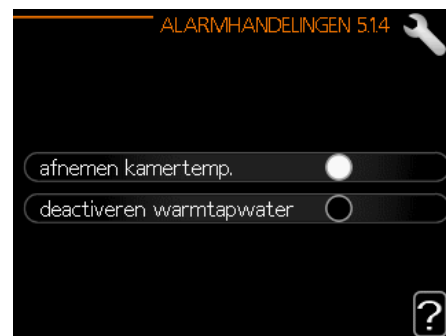 ALARMHANDELINGEN 5.1.4
afnemen kamertemp.
deactiveren warmtapwater
?